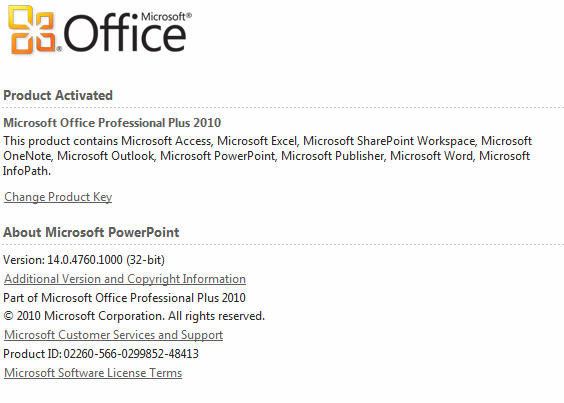 Microsoft®
Office
Product Activated
Microsoft Office Professional Plus 2010
This product contains Microsoft Access, Microsoft Excel, Microsoft SharePoint Workspace, Microsoft
OneNote, Microsoft Outlook, Microsoft PowerPoint, Microsoft Publisher, Microsoft Word, Microsoft
InfoPath.
Change Product Key
About Microsoft PowerPoint
Version: 14.0.4760.1000 (32-bit)
Additional Version and Copyright Information
Part of Microsoft Office Professional Plus 2010
© 2010 Microsoft Corporation. All rights reserved.
Microsoft Customer Services and Support
Product ID: 02260-566-0299852-48413
Microsoft Software License Terms